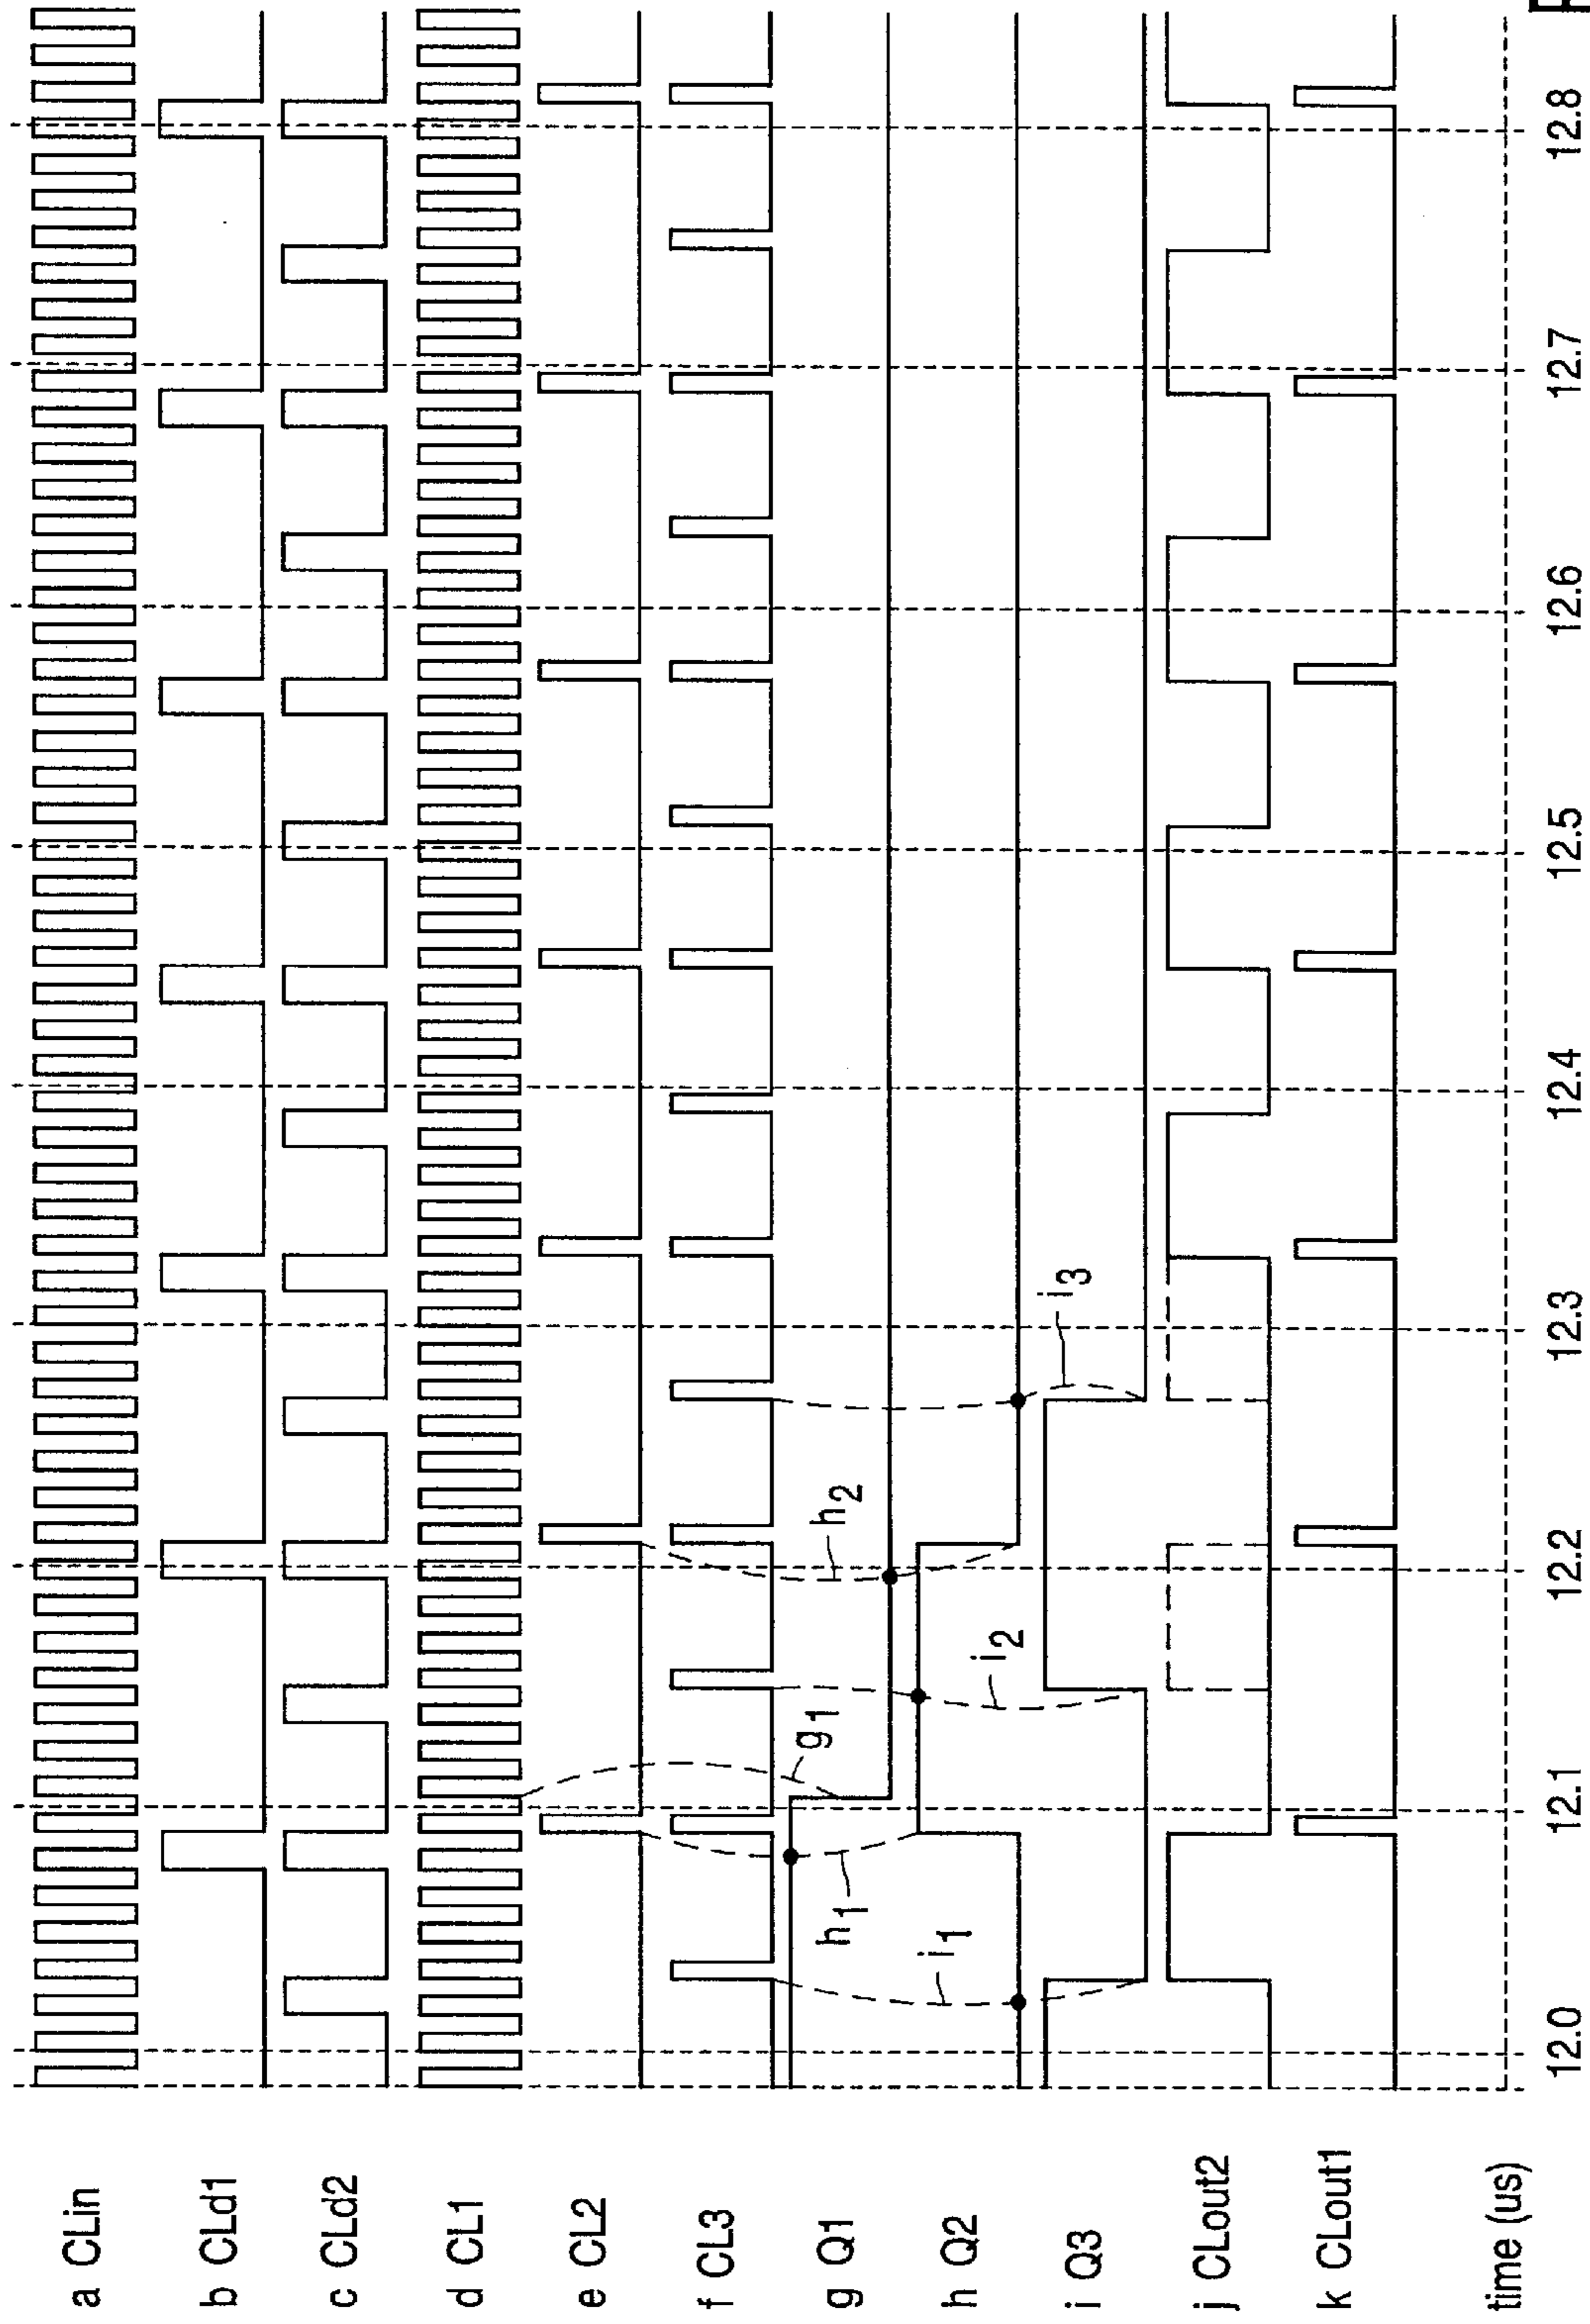 a CLin
b CLd1
c CLd2
d CL1
e CL2
f CL3
g Q1
h Q2
i Q3
j CLout2
k CLout1
time (us)
i1
h1
g1
i2
h2
i3
12.0
12.1
12.2
12.3
12.4
12.5
12.6
12.7
12.8